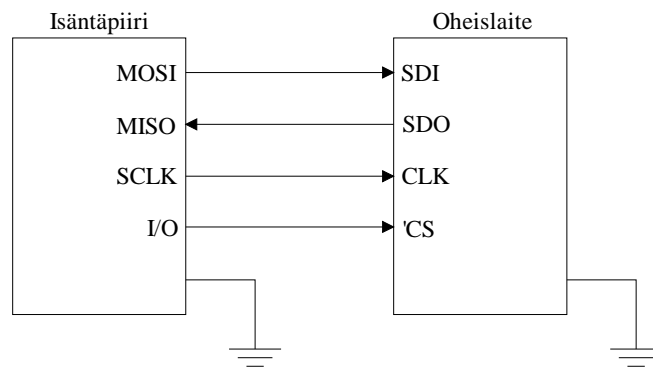 Isäntäpiiri
Oheislaite
MOSI
SDI
MISO
SDO
SCLK
CLK
I/O
'CS